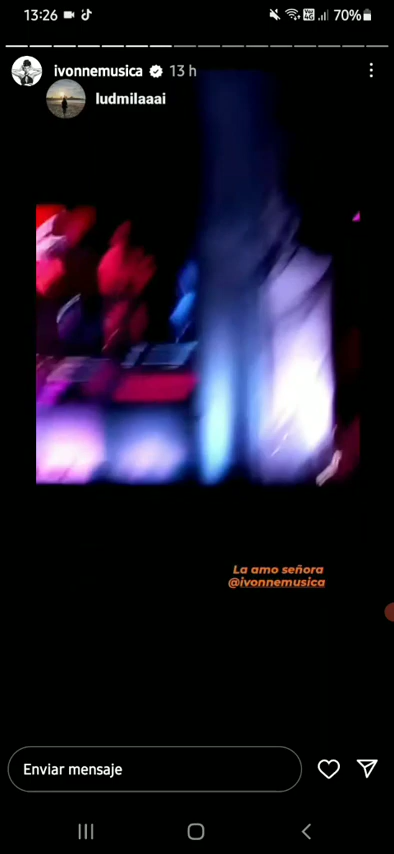 13:26
70%
ivonnemusica 13 h
ludmilaaai
La amo señora
@ivonnemusica
Enviar mensaje